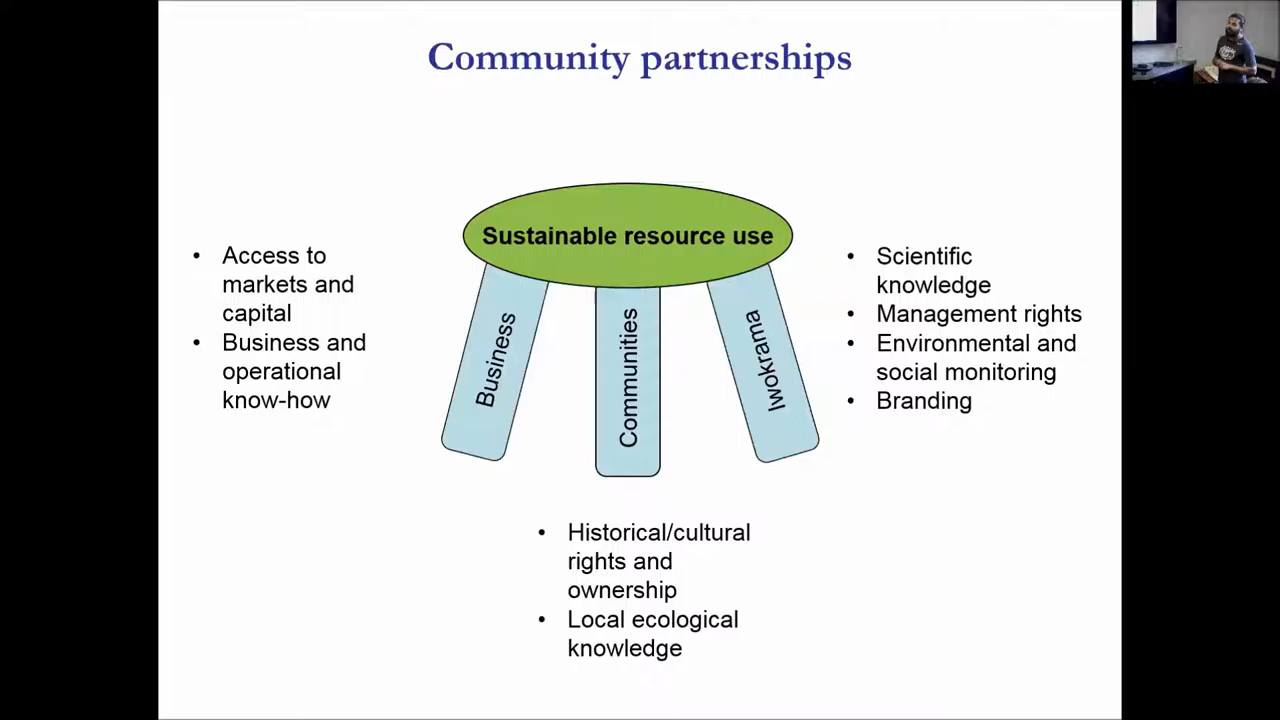 Community partnerships
Sustainable resource use
Business
Communities
Iwokrama
• Access to
markets and
capital
• Business and
operational
know-how
• Scientific
knowledge
• Management rights
• Environmental and
social monitoring
• Branding
• Historical/cultural
rights and
ownership
• Local ecological
knowledge